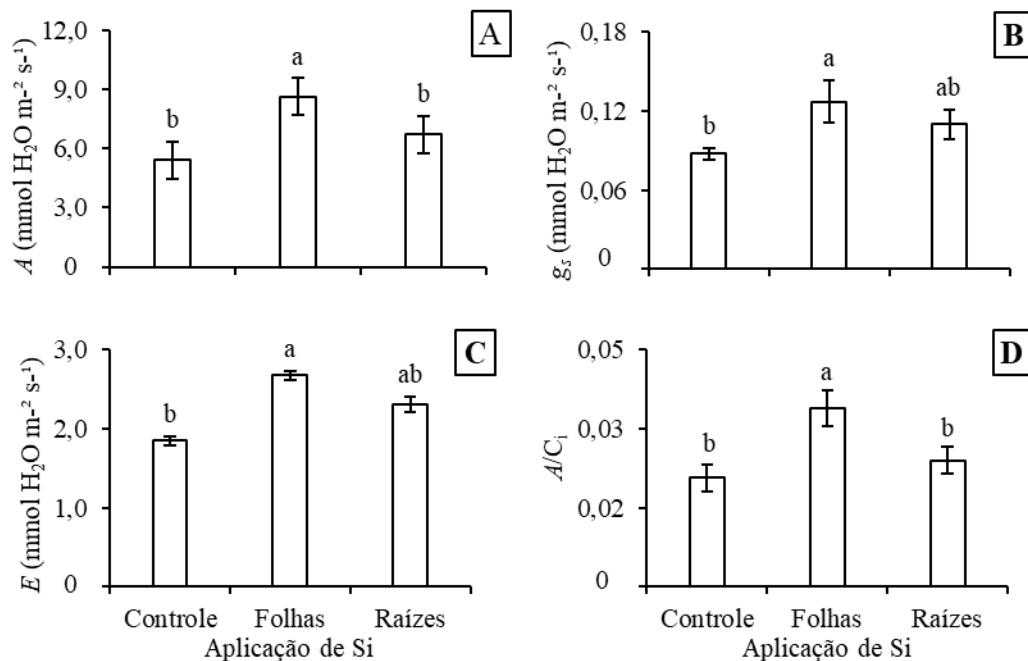 A
A (mmol H₂O m-² s-¹)
12,0
9,0
6,0
3,0
0
b
a
b
B
gₛ (mmol H₂O m-² s-¹)
0,18
0,12
0,06
0
b
a
ab
C
E (mmol H₂O m-² s-¹)
3,0
2,0
1,0
0
b
a
ab
Controle Folhas Raízes
Aplicação de Si
D
A/Cᵢ
0,05
0,03
0,02
0
b
a
b
Controle Folhas Raízes
Aplicação de Si